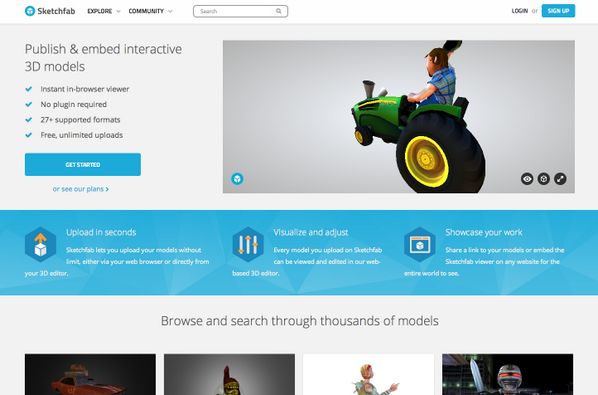 Sketchfab EXPLORE COMMUNITY Search LOGIN or SIGN UP
Publish & embed interactive
3D models
Instant in-browser viewer
No plugin required
27+ supported formats
Free, unlimited uploads
GET STARTED
or see our plans
Upload in seconds
Sketchfab lets you upload your models without
limit, either via your web browser or directly from
your 3D editor.
Visualize and adjust
Every model you upload on Sketchfab
can be viewed and edited in our web-
based 3D editor.
Showcase your work
Share a link to your models or embed the
Sketchfab viewer on any website for the
entire world to see.
Browse and search through thousands of models